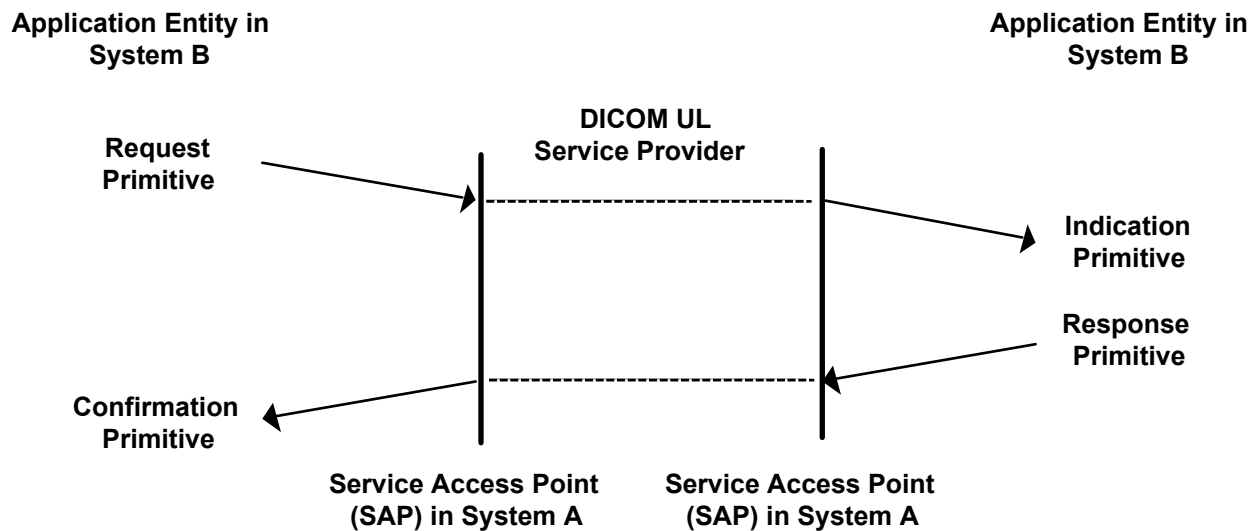 Application Entity in
System B
Application Entity in
System B
DICOM UL
Service Provider
Request
Primitive
Indication
Primitive
Response
Primitive
Confirmation
Primitive
Service Access Point
(SAP) in System A
Service Access Point
(SAP) in System A